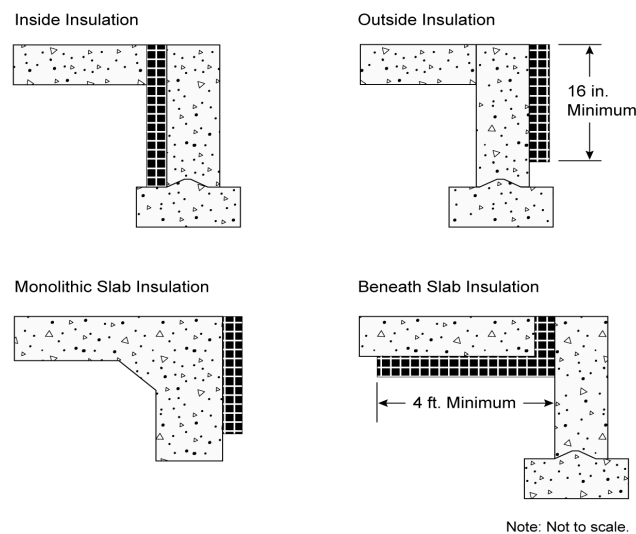 Inside Insulation
Outside Insulation
16 in.
Minimum
Monolithic Slab Insulation
Beneath Slab Insulation
4 ft. Minimum
Note: Not to scale.